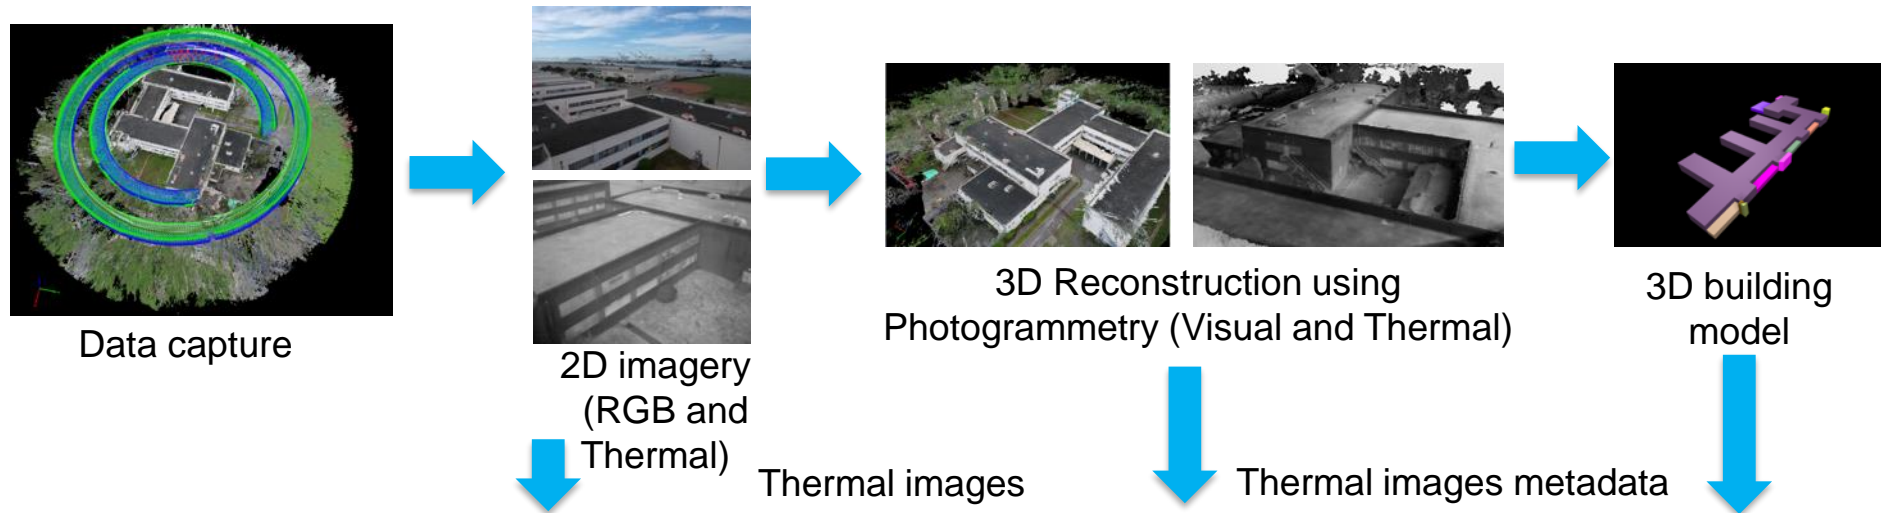 Data capture
2D imagery
(RGB and
Thermal)
3D Reconstruction using
Photogrammetry (Visual and Thermal)
3D building
model
Thermal images
Thermal images metadata